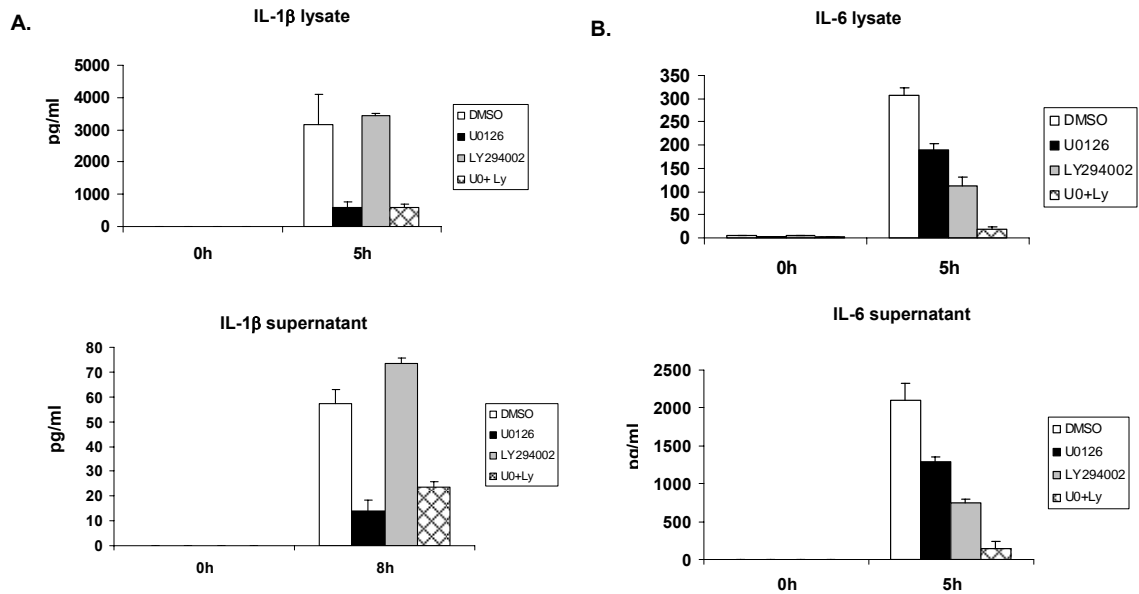 A.
IL-1β lysate
pg/ml
6000
5000
4000
3000
2000
1000
0
0h
5h
DMSO
U0126
LY294002
U0+ Ly
IL-1β supernatant
pg/ml
80
70
60
50
40
30
20
10
0
0h
8h
DMSO
U0126
LY294002
U0+Ly
B.
IL-6 lysate
350
300
250
200
150
100
50
0
0h
5h
DMSO
U0126
LY294002
U0+Ly
IL-6 supernatant
pg/ml
2500
2000
1500
1000
500
0
0h
5h
DMSO
U0126
LY294002
U0+Ly